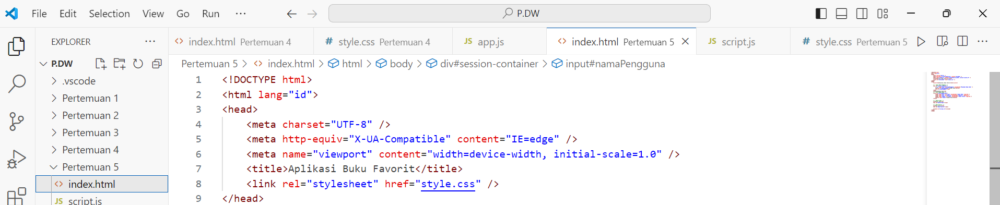 File Edit Selection View Go Run ··· P.DW
EXPLORER ···
index.html Pertemuan 4 style.css Pertemuan 4 JS app.js index.html Pertemuan 5 JS script.js style.css Pertemuan 5 ···
P.DW
Pertemuan 5 > index.html > html > body > div#session-container > input#namaPengguna
.vscode
Pertemuan 1
Pertemuan 2
Pertemuan 3
Pertemuan 4
Pertemuan 5
index.html
JS script.js
1 <!DOCTYPE html>
2 <html lang="id">
3 <head>
4 <meta charset="UTF-8" />
5 <meta http-equiv="X-UA-Compatible" content="IE=edge" />
6 <meta name="viewport" content="width=device-width, initial-scale=1.0" />
7 <title>Aplikasi Buku Favorit</title>
8 <link rel="stylesheet" href="style.css" />
9 </head>